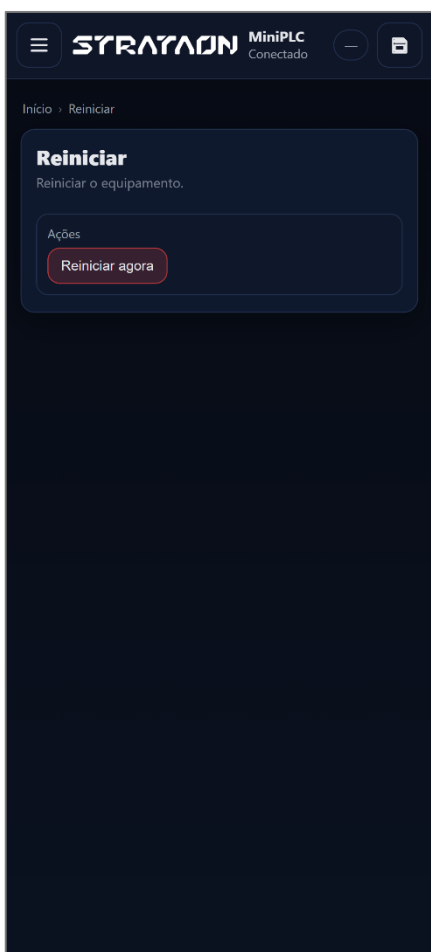 STRATAON
MiniPLC
Conectado
—
Início › Reiniciar
Reiniciar
Reiniciar o equipamento.
Ações
Reiniciar agora